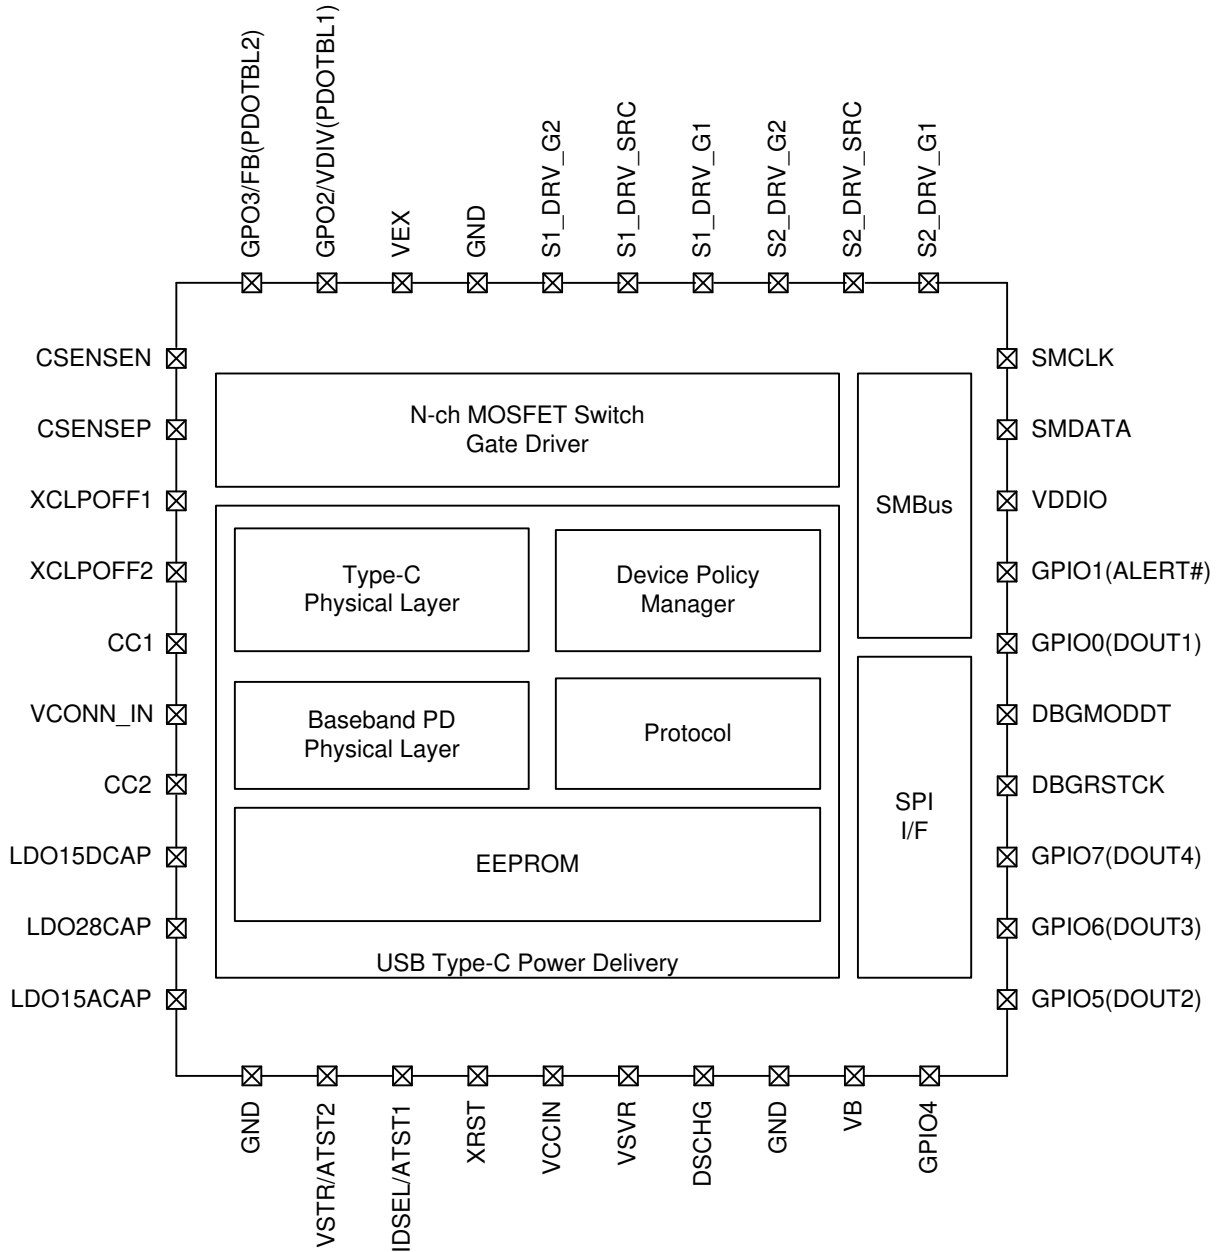 GPO3/FB(PDOTBL2)
GPO2/VDIV(PDOTBL1)
VEX
GND
S1_DRV_G2
S1_DRV_SRC
S1_DRV_G1
S2_DRV_G2
S2_DRV_SRC
S2_DRV_G1
CSENSEN
CSENSEP
XCLPOFF1
XCLPOFF2
CC1
VCONN_IN
CC2
LDO15DCAP
LDO28CAP
LDO15ACAP
N-ch MOSFET Switch
Gate Driver
Type-C
Physical Layer
Device Policy
Manager
Baseband PD
Physical Layer
Protocol
EEPROM
USB Type-C Power Delivery
SMBus
SPI
I/F
SMCLK
SMDATA
VDDIO
GPIO1(ALERT#)
GPIO0(DOUT1)
DBGMODDT
DBGRSTCK
GPIO7(DOUT4)
GPIO6(DOUT3)
GPIO5(DOUT2)
GND
VSTR/ATST2
IDSEL/ATST1
XRST
VCCIN
VSVR
DSCHG
GND
VB
GPIO4